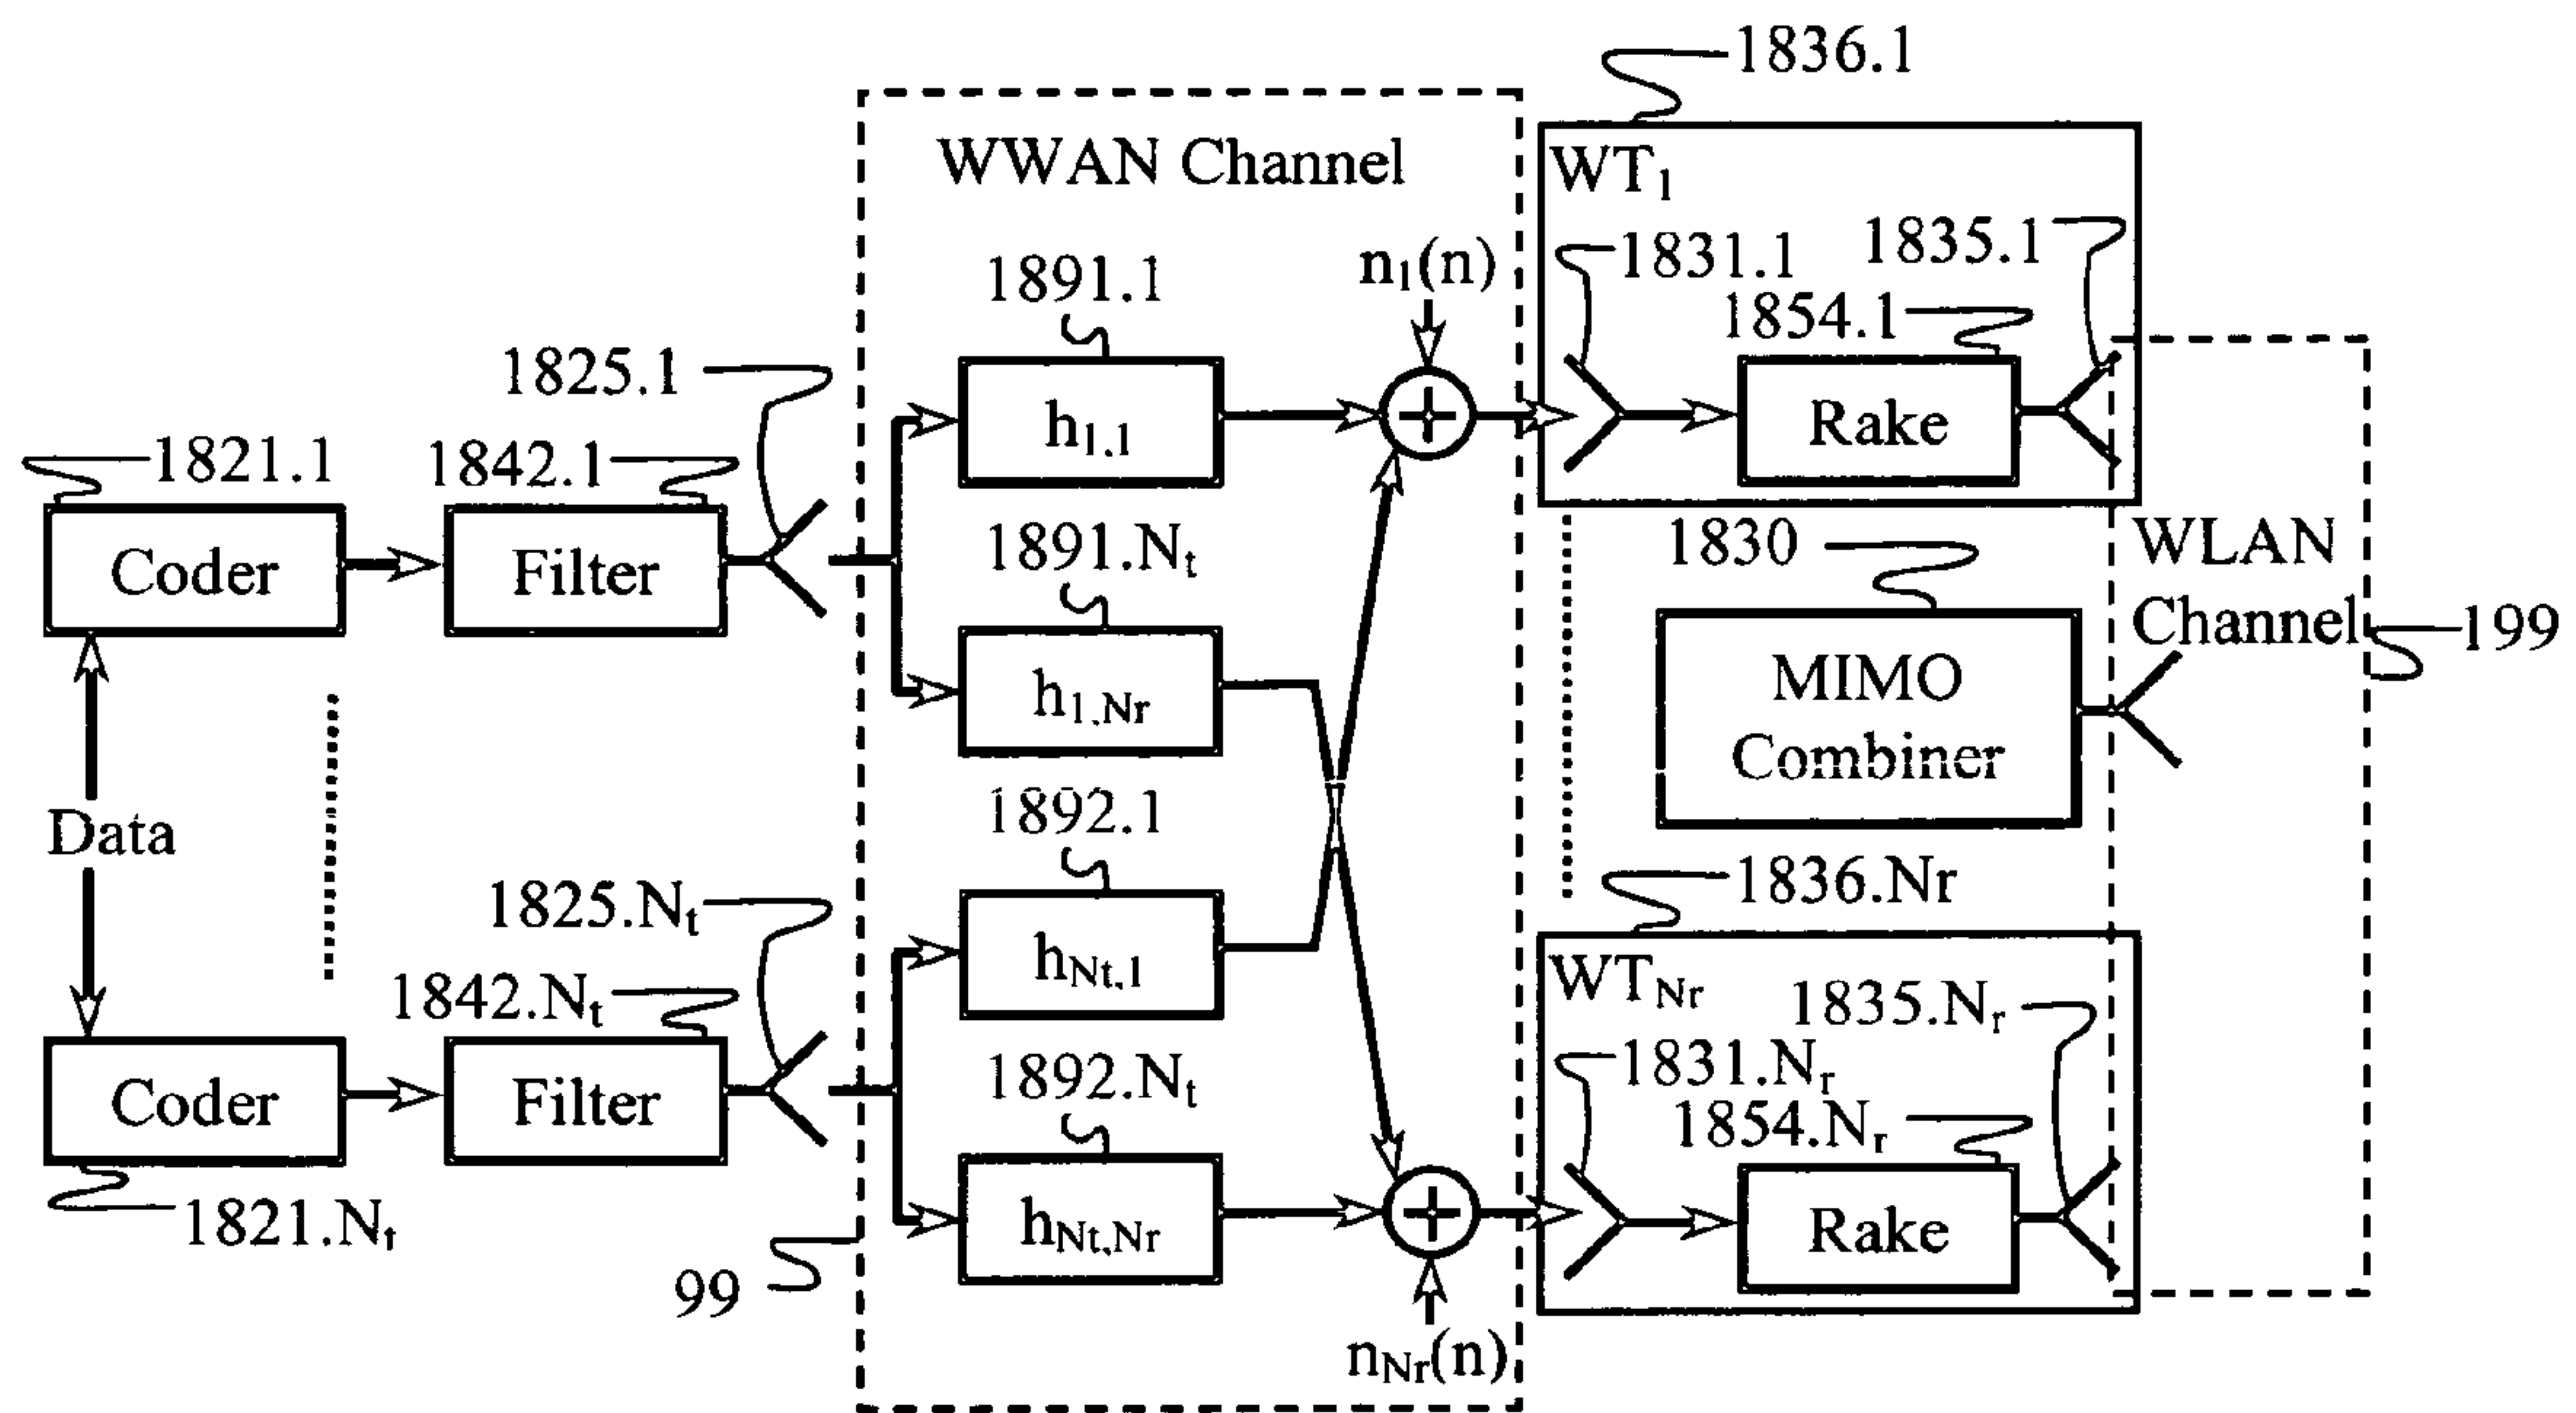 1836.1
WWAN Channel
WT1
1831.1
1835.1
n1(n)
1891.1
1854.1
1825.1
h1,1
Rake
1821.1
1842.1
1891.Nt
1830
WLAN
Channel
199
Coder
Filter
h1,Nr
MIMO
Combiner
1892.1
Data
1836.Nr
1825.Nt
hNt,1
WTNr
1835.Nr
1842.Nt
1892.Nt
1831.Nr
1854.Nr
Coder
Filter
hNt,Nr
Rake
1821.Nt
99
nNr(n)